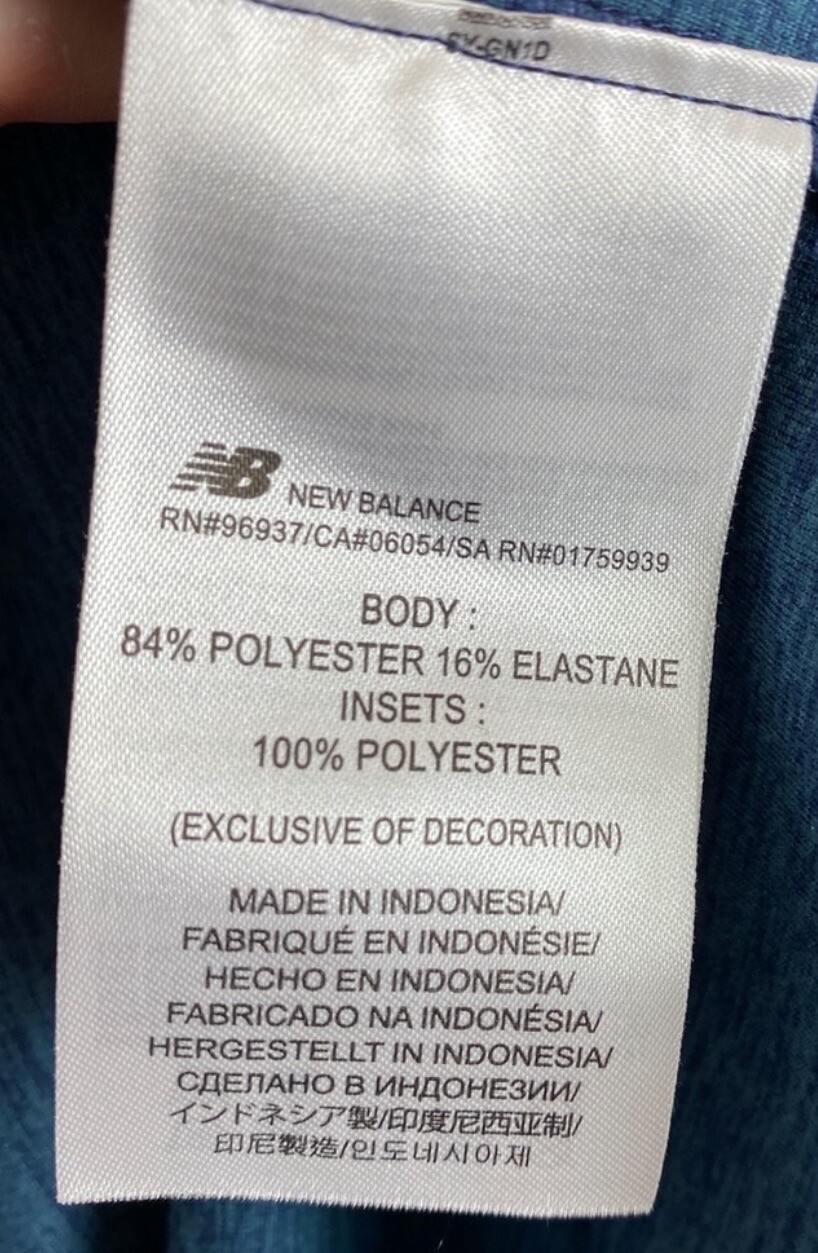 NB NEW BALANCE
RN#96937/CA#06054/SA RN#01759939
BODY :
84% POLYESTER 16% ELASTANE
INSETS :
100% POLYESTER
(EXCLUSIVE OF DECORATION)
MADE IN INDONESIA/
FABRIQUÉ EN INDONÉSIE/
HECHO EN INDONESIA/
FABRICADO NA INDONÉSIA/
HERGESTELLT IN INDONESIA/
СДЕЛАНО В ИНДОНЕЗИИ/
インドネシア製/印度尼西亚制/
印尼製造/인도네시아제